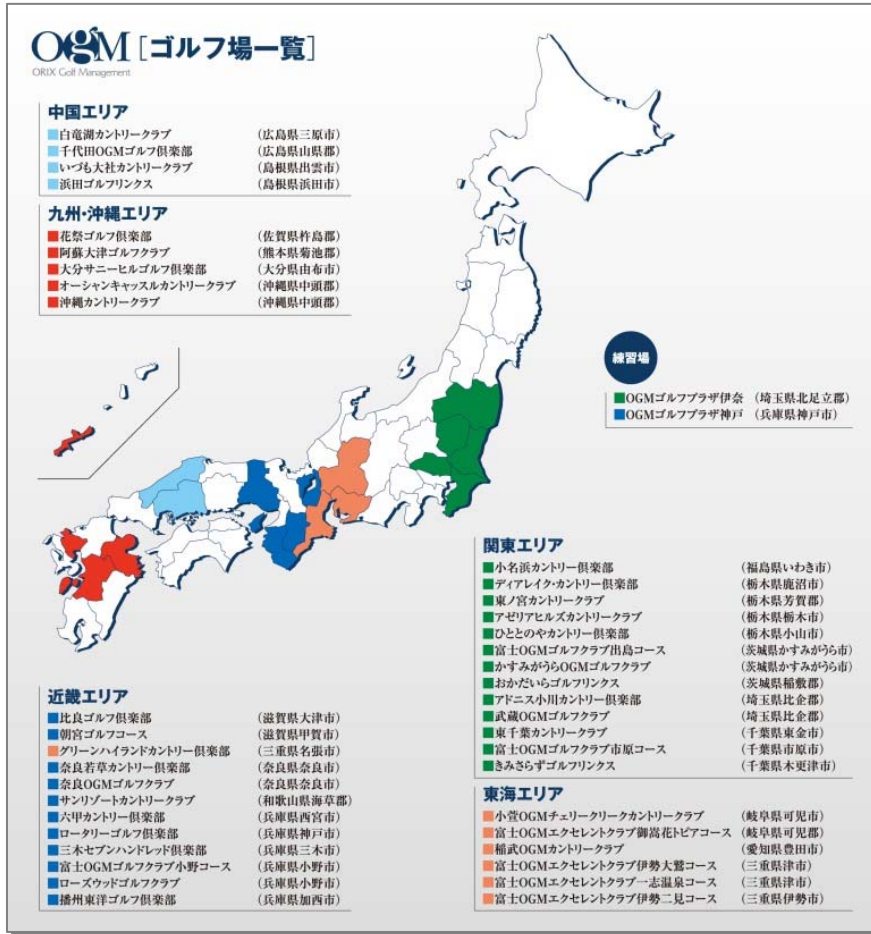 OGM [ゴルフ場一覧]
ORIX Golf Management
中国エリア
白竜湖カントリークラブ （広島県三原市）
千代田OGMゴルフ倶楽部 （広島県山県郡）
いづも大社カントリークラブ （島根県出雲市）
浜田ゴルフリンクス （島根県浜田市）
九州・沖縄エリア
花祭ゴルフ倶楽部 （佐賀県杵島郡）
阿蘇大津ゴルフクラブ （熊本県菊池郡）
大分サニーヒルゴルフ倶楽部 （大分県由布市）
オーシャンキャッスルカントリークラブ （沖縄県中頭郡）
沖縄カントリークラブ （沖縄県中頭郡）
練習場
OGMゴルフプラザ伊奈 （埼玉県北足立郡）
OGMゴルフプラザ神戸 （兵庫県神戸市）
関東エリア
小名浜カントリー倶楽部 （福島県いわき市）
ディアレイク・カントリー倶楽部 （栃木県鹿沼市）
東ノ宮カントリークラブ （栃木県芳賀郡）
アゼリアヒルズカントリークラブ （栃木県栃木市）
ひととのやカントリー倶楽部 （栃木県小山市）
富士OGMゴルフクラブ出島コース （茨城県かすみがうら市）
かすみがうらOGMゴルフクラブ （茨城県かすみがうら市）
おかだいらゴルフリンクス （茨城県稲敷郡）
アドニス小川カントリー倶楽部 （埼玉県比企郡）
武蔵OGMゴルフクラブ （埼玉県比企郡）
東千葉カントリークラブ （千葉県東金市）
富士OGMゴルフクラブ市原コース （千葉県市原市）
きみさらずゴルフリンクス （千葉県木更津市）
近畿エリア
比良ゴルフ倶楽部 （滋賀県大津市）
朝宮ゴルフコース （滋賀県甲賀市）
グリーンハイランドカントリー倶楽部 （三重県名張市）
奈良若草カントリー倶楽部 （奈良県奈良市）
奈良OGMゴルフクラブ （奈良県奈良市）
サンリゾートカントリークラブ （和歌山県海草郡）
六甲カントリー倶楽部 （兵庫県西宮市）
ロータリーゴルフ倶楽部 （兵庫県神戸市）
三木セブンハンドレッド倶楽部 （兵庫県三木市）
富士OGMゴルフクラブ小野コース （兵庫県小野市）
ローズウッドゴルフクラブ （兵庫県小野市）
播州東洋ゴルフ倶楽部 （兵庫県加西市）
東海エリア
小萱OGMチェリークリークカントリークラブ （岐阜県可児市）
富士OGMエクセレントクラブ御嵩花トピアコース （岐阜県可児郡）
稲武OGMカントリークラブ （愛知県豊田市）
富士OGMエクセレントクラブ伊勢大鷲コース （三重県津市）
富士OGMエクセレントクラブ一志温泉コース （三重県津市）
富士OGMエクセレントクラブ伊勢二見コース （三重県伊勢市）